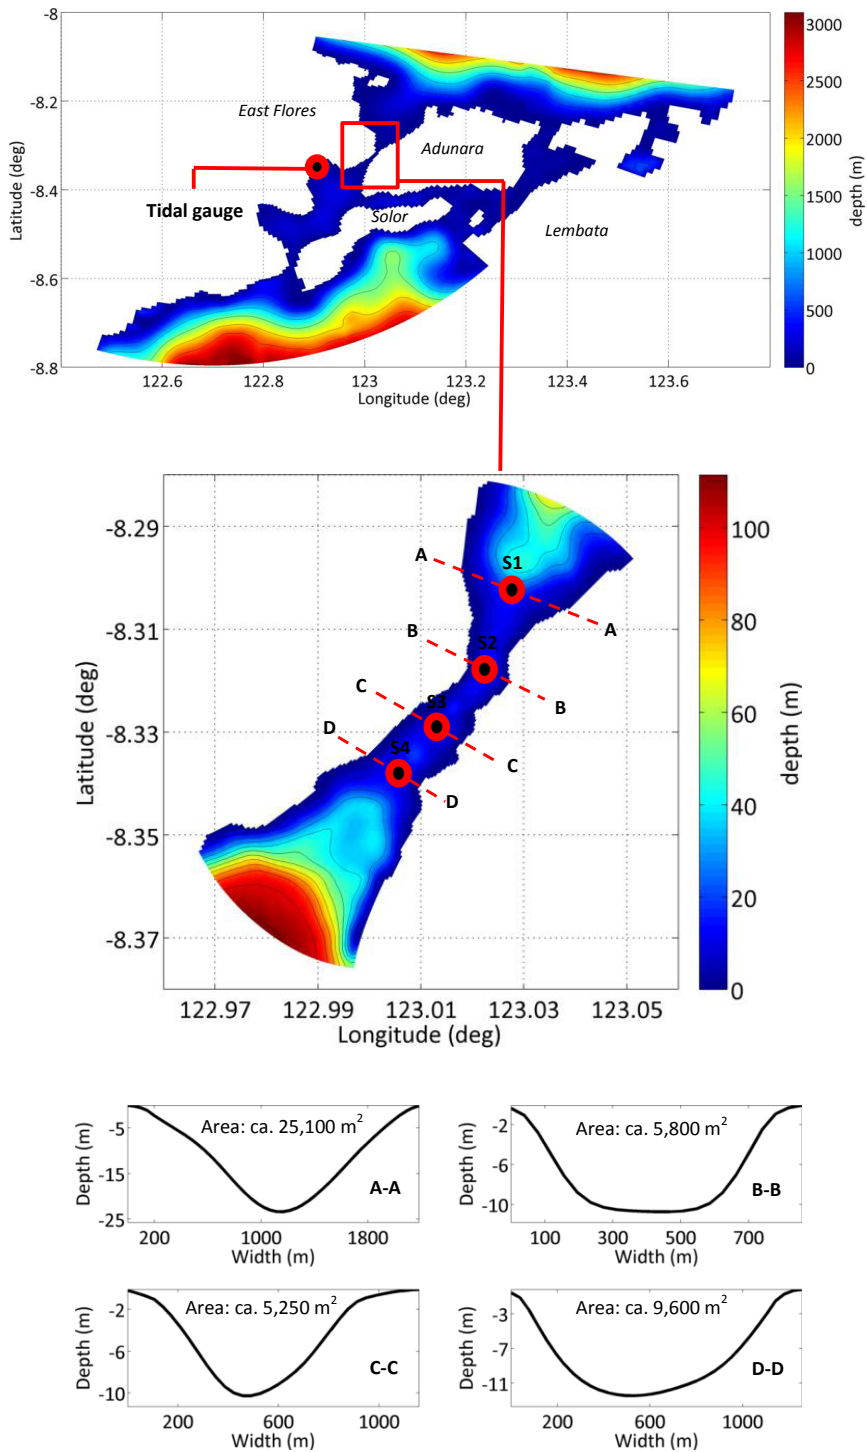 -8
-8.2
-8.4
-8.6
-8.8
Latitude (deg)
122.6
122.8
123
123.2
123.4
123.6
Longitude (deg)
East Flores
Adunara
Tidal gauge
Solor
Lembata
3000
2500
2000
1500
1000
500
0
depth (m)
-8.29
-8.31
-8.33
-8.35
-8.37
Latitude (deg)
122.97
122.99
123.01
123.03
123.05
Longitude (deg)
A
S1
A
B
S2
B
C
S3
C
D
S4
D
100
80
60
40
20
0
depth (m)
Area: ca. 25,100 m²
-5
-15
-25
Depth (m)
A-A
200
1000
1800
Width (m)
Area: ca. 5,800 m²
-2
-6
-10
Depth (m)
B-B
100
300
500
700
Width (m)
Area: ca. 5,250 m²
-2
-6
-10
Depth (m)
C-C
200
600
1000
Width (m)
Area: ca. 9,600 m²
-3
-7
-11
Depth (m)
D-D
200
600
1000
Width (m)